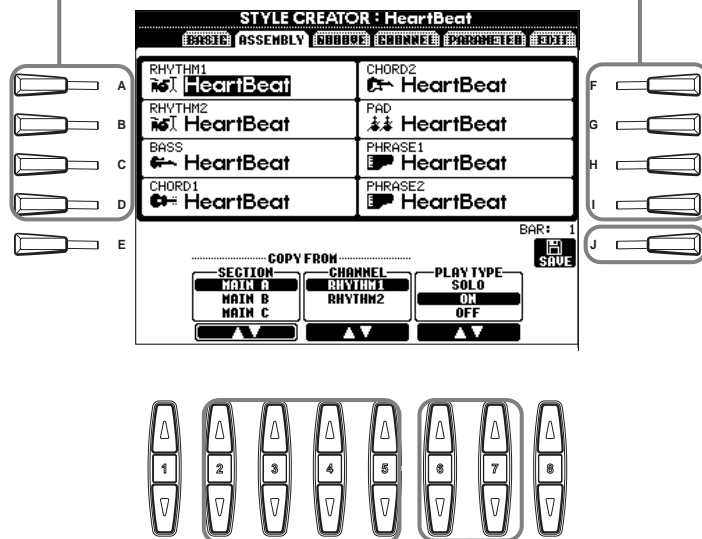 STYLE CREATOR : HeartBeat
BASIC ASSEMBLY GROOVE CHANNEL PARAMETER EDIT
RHYTHM1
HeartBeat
CHORD2
HeartBeat
RHYTHM2
HeartBeat
PAD
HeartBeat
BASS
HeartBeat
PHRASE1
HeartBeat
CHORD1
HeartBeat
PHRASE2
HeartBeat
A
B
C
D
E
F
G
H
I
J
BAR: 1
SAVE
COPY FROM
SECTION
MAIN A
MAIN B
MAIN C
CHANNEL
RHYTHM1
RHYTHM2
PLAY TYPE
SOLO
ON
OFF
1 2 3 4 5 6 7 8